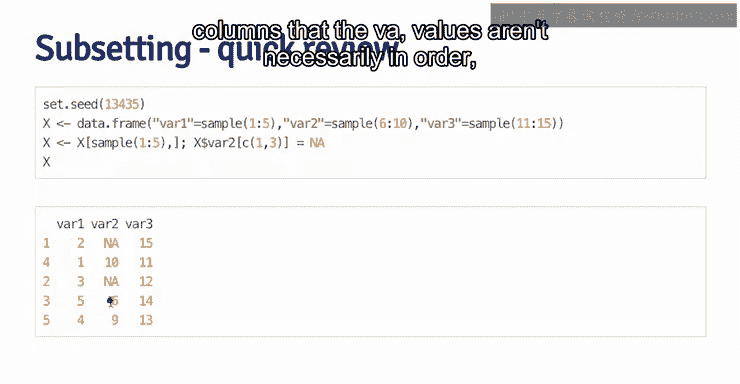 columns that the va, values aren't
necessarily in order,
Subsetting - quick review
set.seed(13435)
X <- data.frame("var1"=sample(1:5),"var2"=sample(6:10),"var3"=sample(11:15))
X <- X[sample(1:5),]; X$var2[c(1,3)] = NA
X
var1 var2 var3
1 2 NA 15
4 1 10 11
2 3 NA 12
3 5 6 14
5 4 9 13